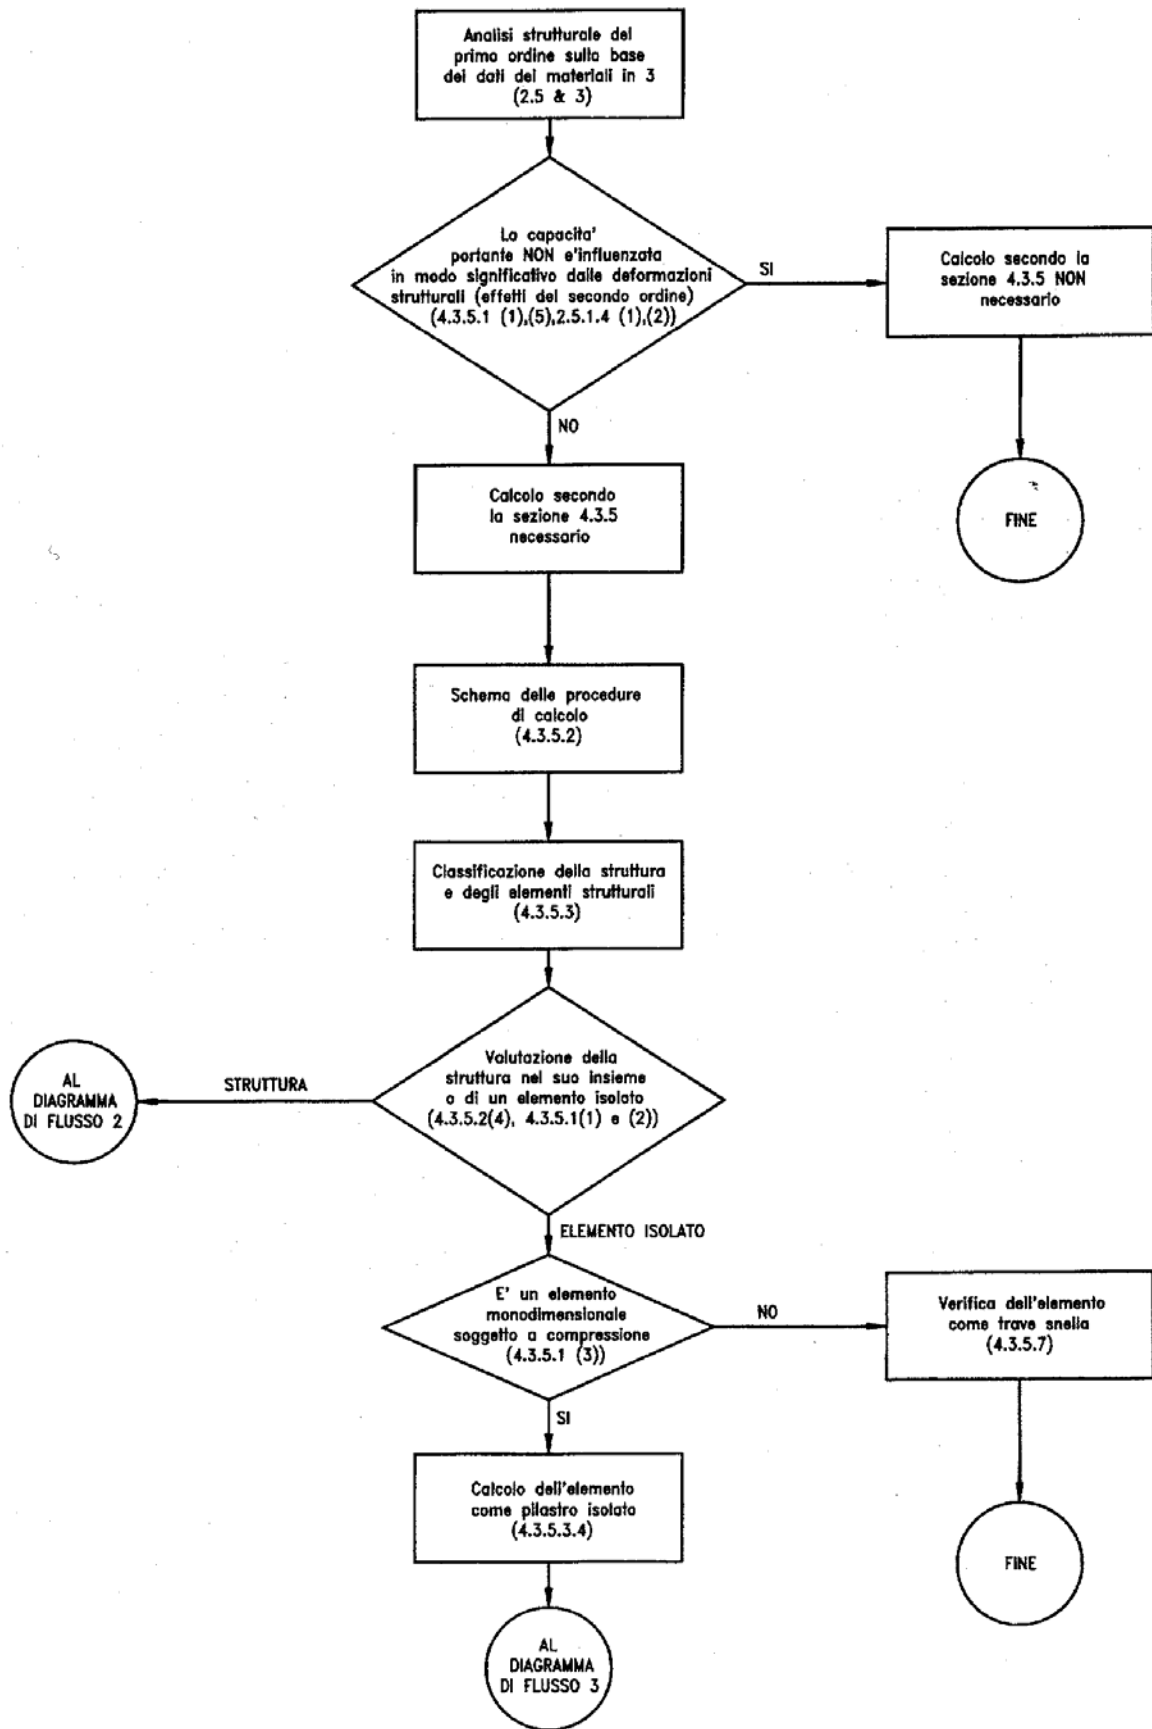 Analisi strutturale del
primo ordine sulla base
dei dati dei materiali in 3
(2.5 & 3)
La capacita'
portante NON e'influenzata
in modo significativo dalle deformazioni
strutturali (effetti del secondo ordine)
(4.3.5.1 (1),(5),2.5.1.4 (1),(2))
SI
Calcolo secondo la
sezione 4.3.5 NON
necessario
NO
FINE
Calcolo secondo
la sezione 4.3.5
necessario
Schema delle procedure
di calcolo
(4.3.5.2)
Classificazione della struttura
e degli elementi strutturali
(4.3.5.3)
Valutazione della
struttura nel suo insieme
o di un elemento isolato
(4.3.5.2(4), 4.3.5.1(1) e (2))
STRUTTURA
AL
DIAGRAMMA
DI FLUSSO 2
ELEMENTO ISOLATO
E' un elemento
monodimensionale
soggetto a compressione
(4.3.5.1 (3))
NO
Verifica dell'elemento
come trave snella
(4.3.5.7)
SI
Calcolo dell'elemento
come pilastro isolato
(4.3.5.3.4)
FINE
AL
DIAGRAMMA
DI FLUSSO 3